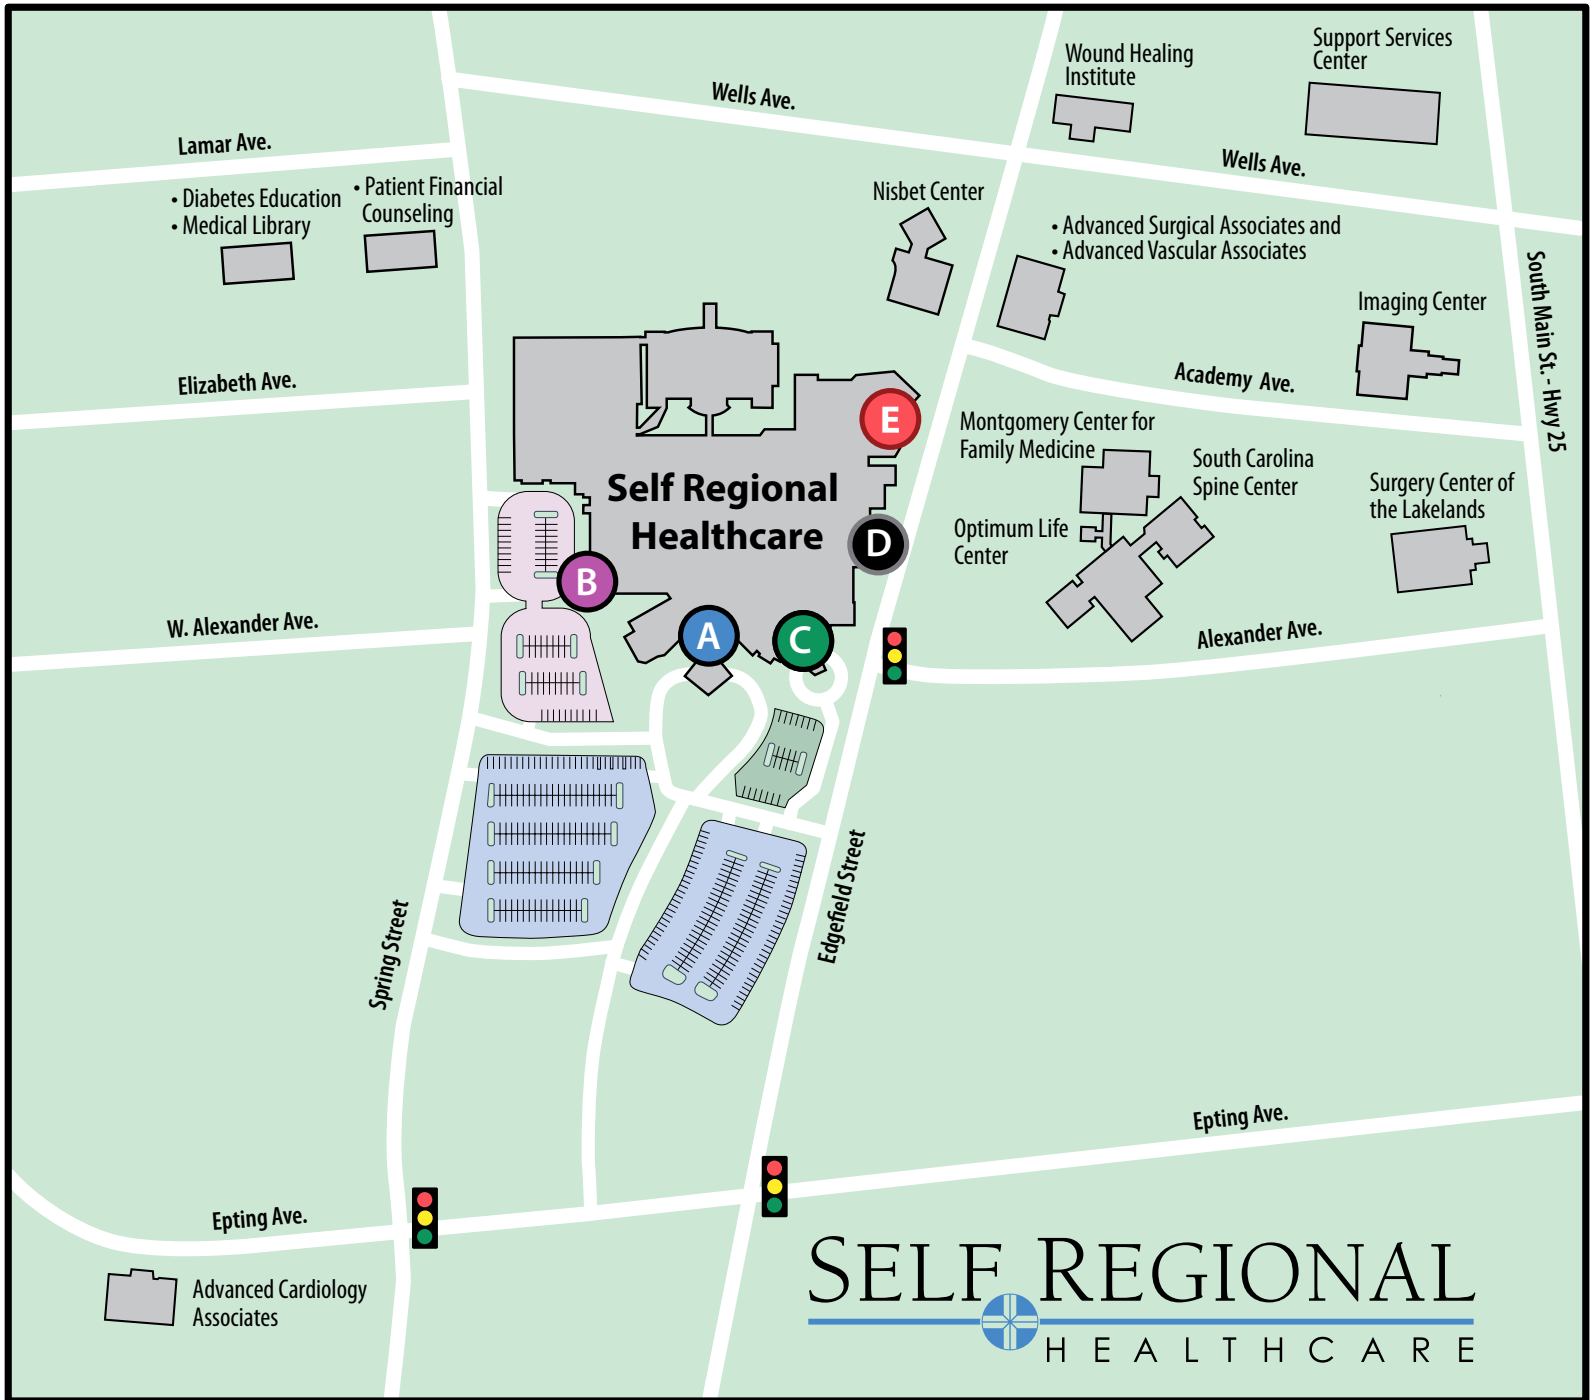 Wound Healing
Institute
Support Services
Center
Wells Ave.
Lamar Ave.
Wells Ave.
• Diabetes Education
• Medical Library
• Patient Financial
Counseling
Nisbet Center
• Advanced Surgical Associates and
• Advanced Vascular Associates
South Main St. - Hwy 25
Imaging Center
Elizabeth Ave.
Academy Ave.
E
Montgomery Center for
Family Medicine
South Carolina
Spine Center
Surgery Center of
the Lakelands
Self Regional
Healthcare
Optimum Life
Center
D
B
W. Alexander Ave.
A
C
Alexander Ave.
Edgefield Street
Spring Street
Epting Ave.
Epting Ave.
Advanced Cardiology
Associates
SELF REGIONAL
HEALTHCARE